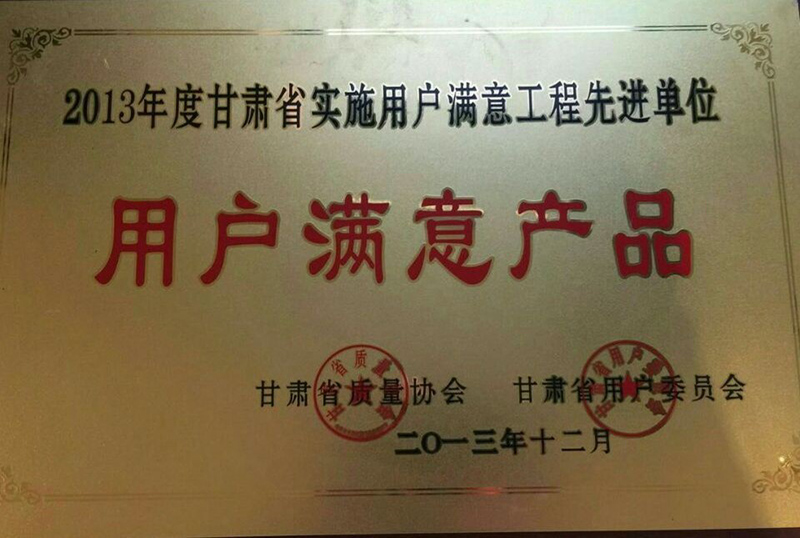 2013年度甘肃省实施用户满意工程先进单位
用户满意产品
甘肃省质量协会 甘肃省用户委员会
二〇一三年十二月